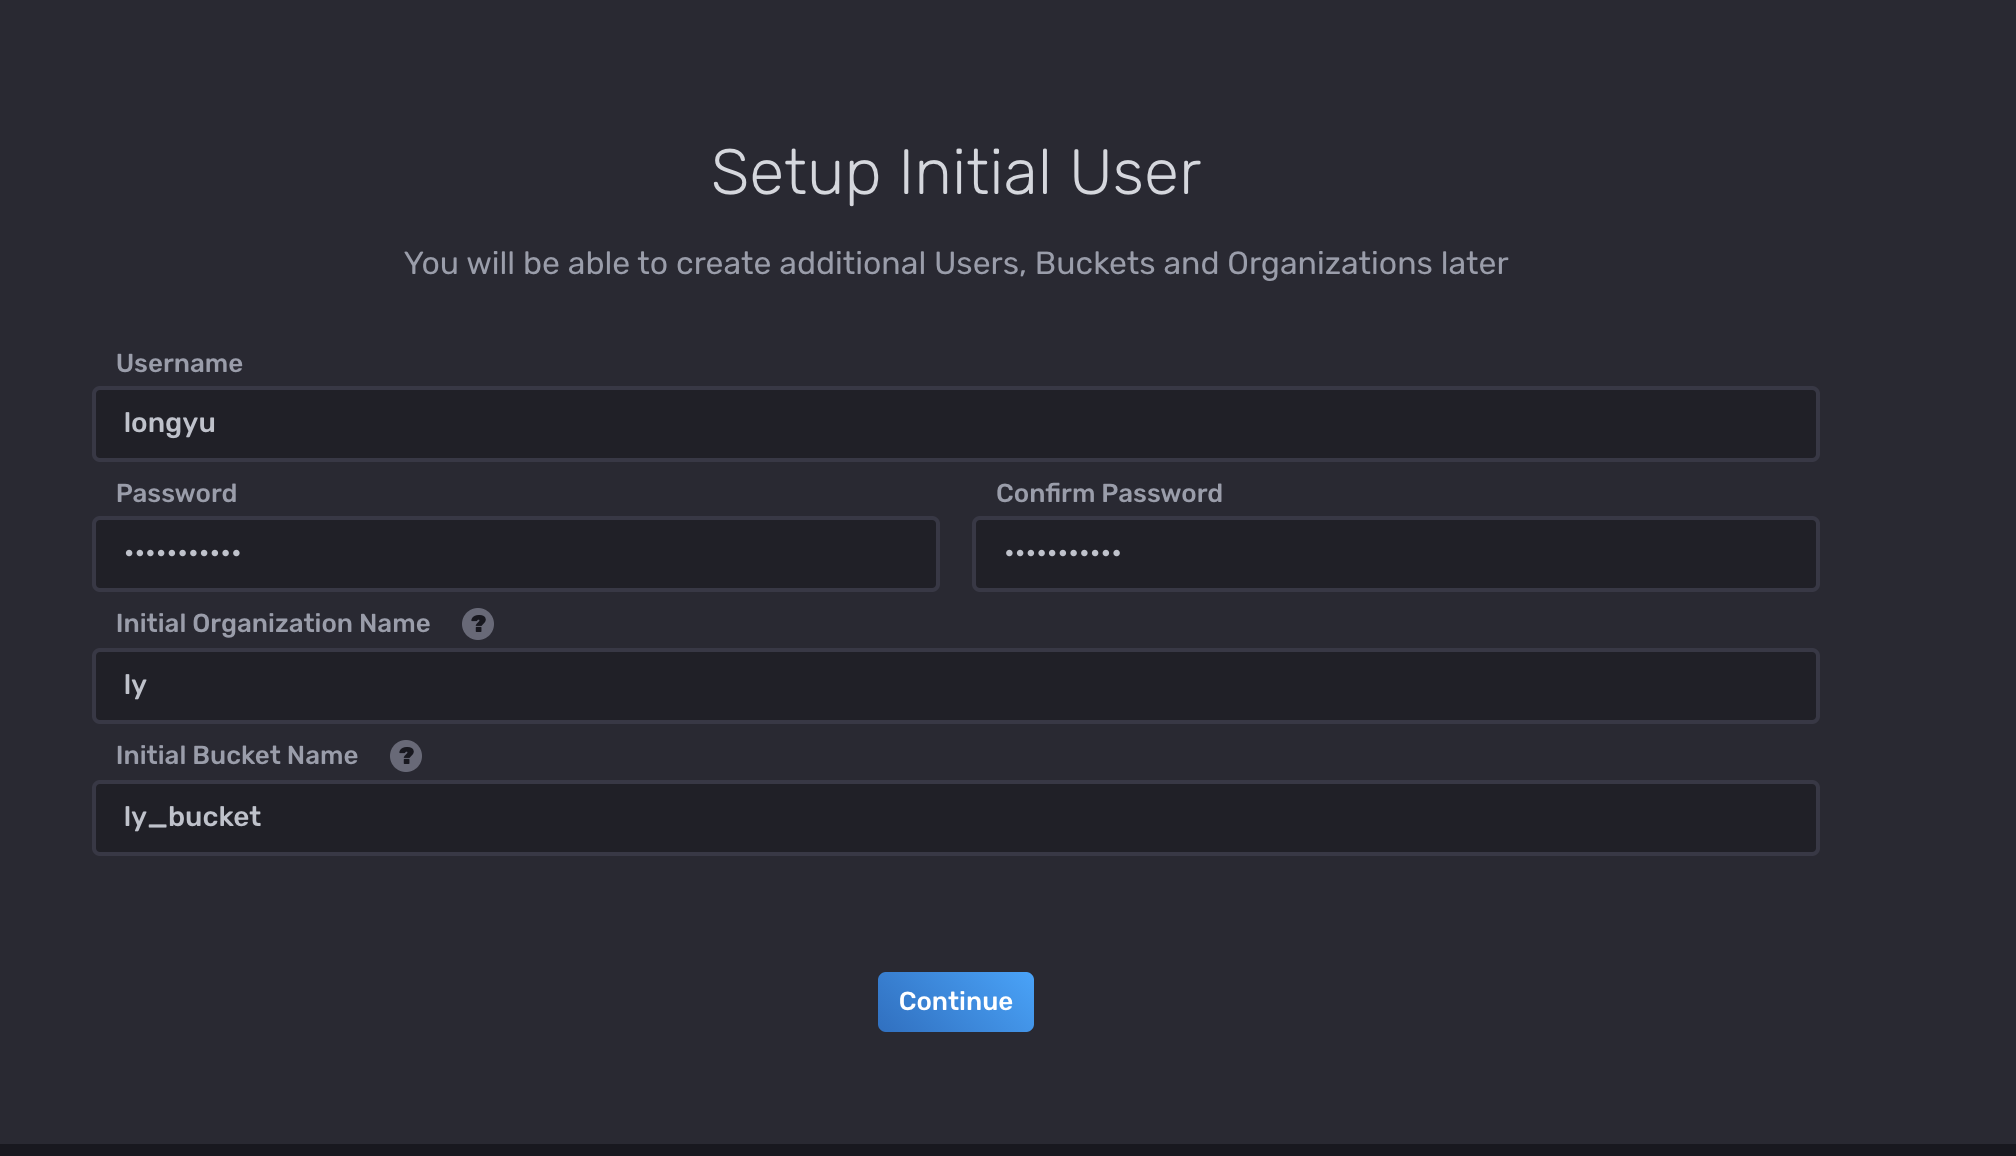 Setup Initial User
You will be able to create additional Users, Buckets and Organizations later
Username
longyu
Password
Confirm Password
•••••••••••
•••••••••••
Initial Organization Name ?
ly
Initial Bucket Name ?
ly_bucket
Continue